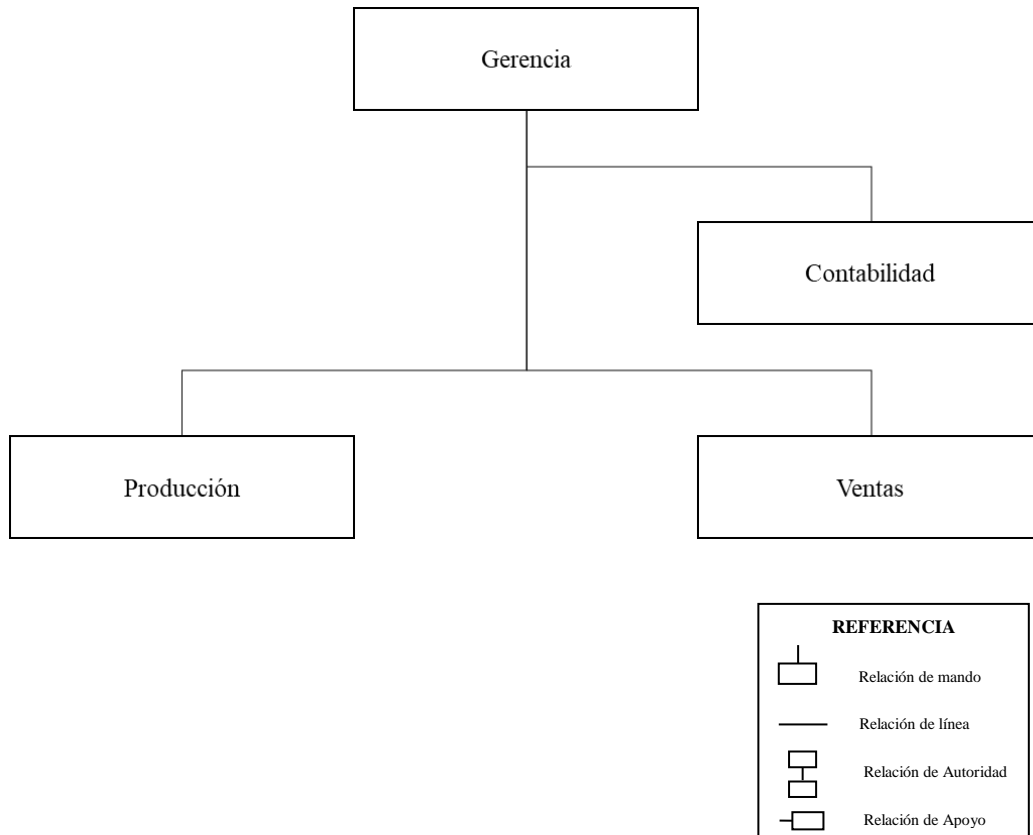 Gerencia
Contabilidad
Producción
Ventas
REFERENCIA
Relación de mando
Relación de línea
Relación de Autoridad
Relación de Apoyo